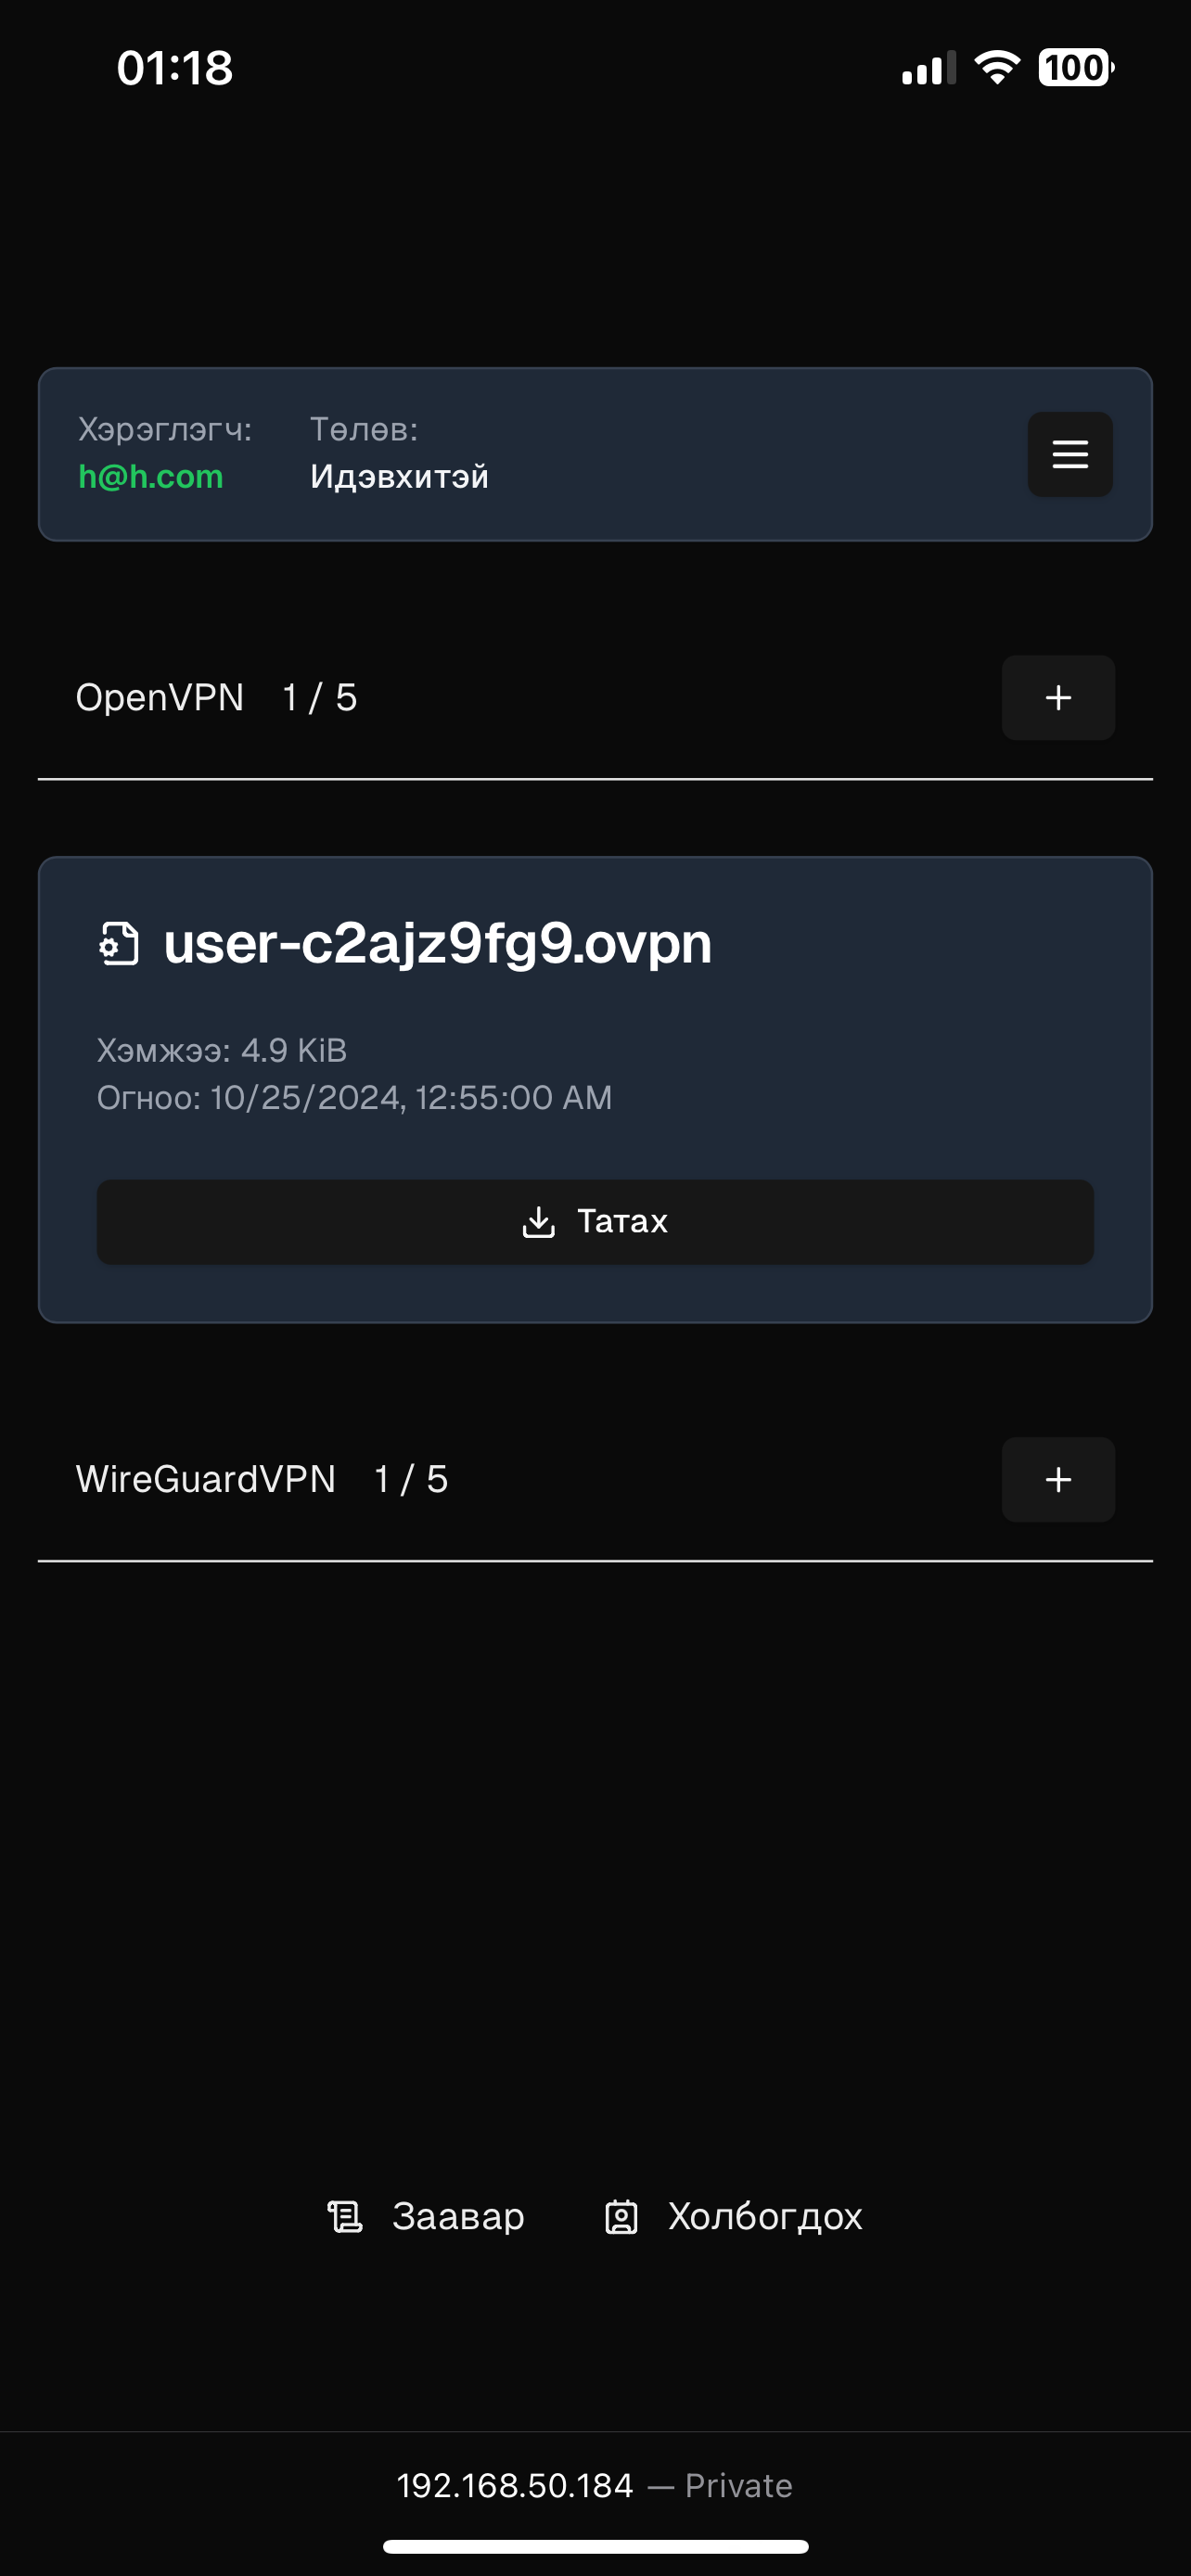 01:18
100
Хэрэглэгч: Төлөв:
h@h.com Идэвхитэй
OpenVPN 1 / 5
+
user-c2ajz9fg9.ovpn
Хэмжээ: 4.9 KiB
Огноо: 10/25/2024, 12:55:00 AM
Татах
WireGuardVPN 1 / 5
+
Заавар Холбогдох
192.168.50.184 — Private